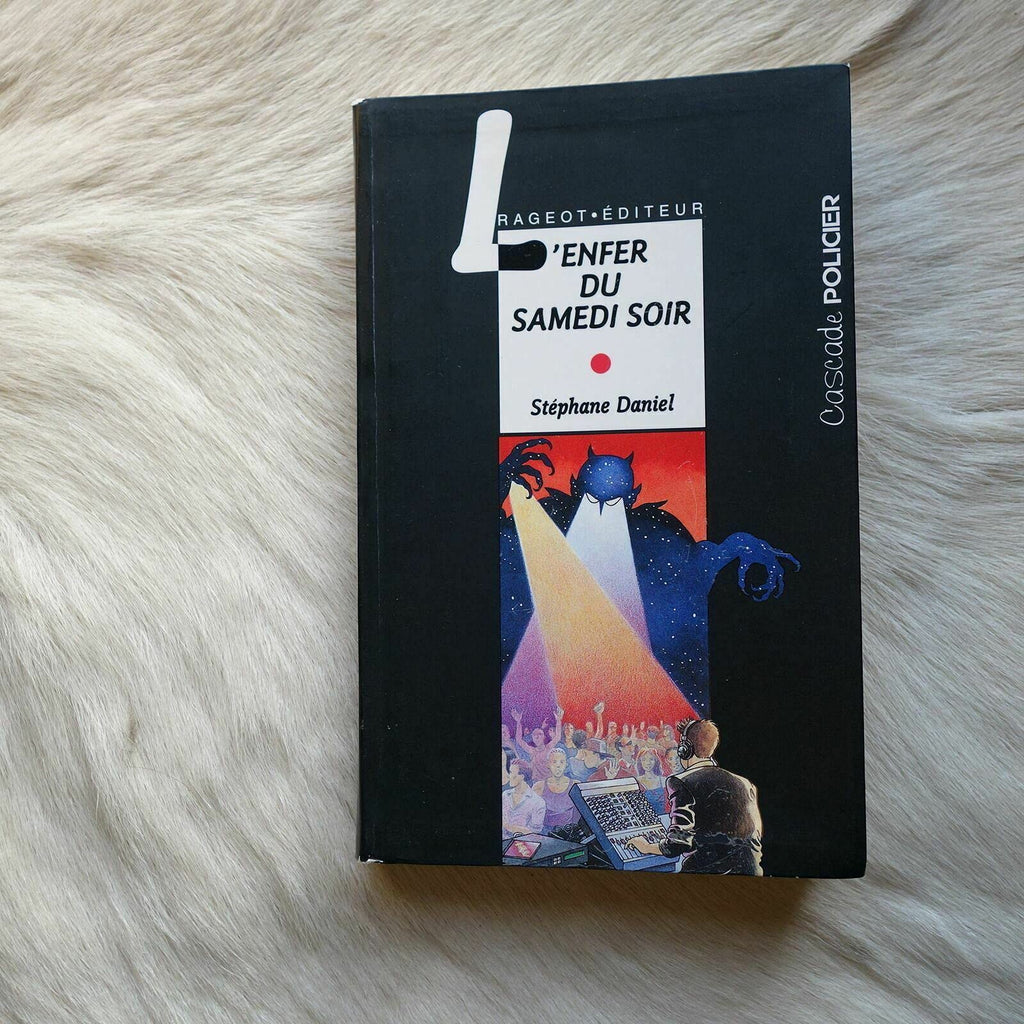 RAGEOT•ÉDITEUR
L'ENFER
DU
SAMEDI SOIR
Stéphane Daniel
Cascade POLICIER